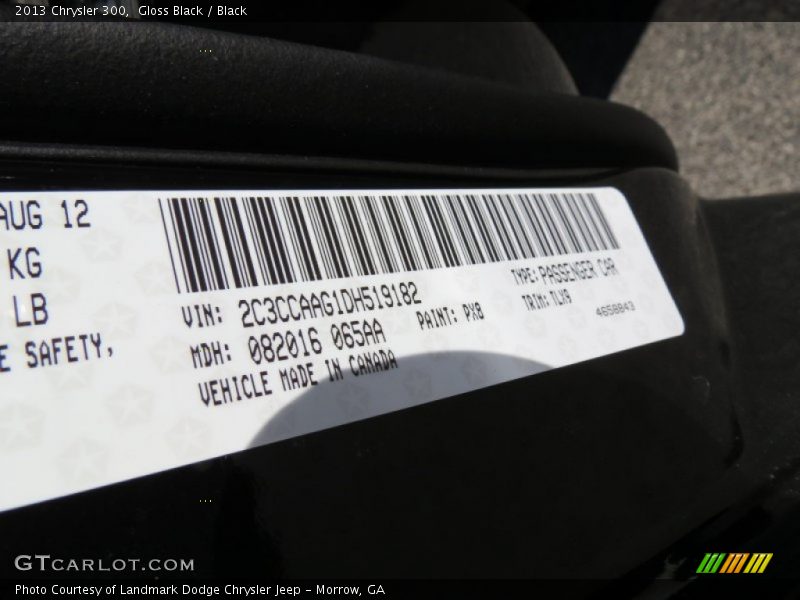 2013 Chrysler 300,  Gloss Black / Black
AUG 12
KG
LB
E SAFETY,
VIN: 2C3CCAAG1DH519182
TYPE: PASSENGER CAR
MDH: 082016 065AA
PAINT: PX8
TRIM: TLX9
4658843
VEHICLE MADE IN CANADA
GTCARLOT.COM
Photo Courtesy of Landmark Dodge Chrysler Jeep – Morrow, GA